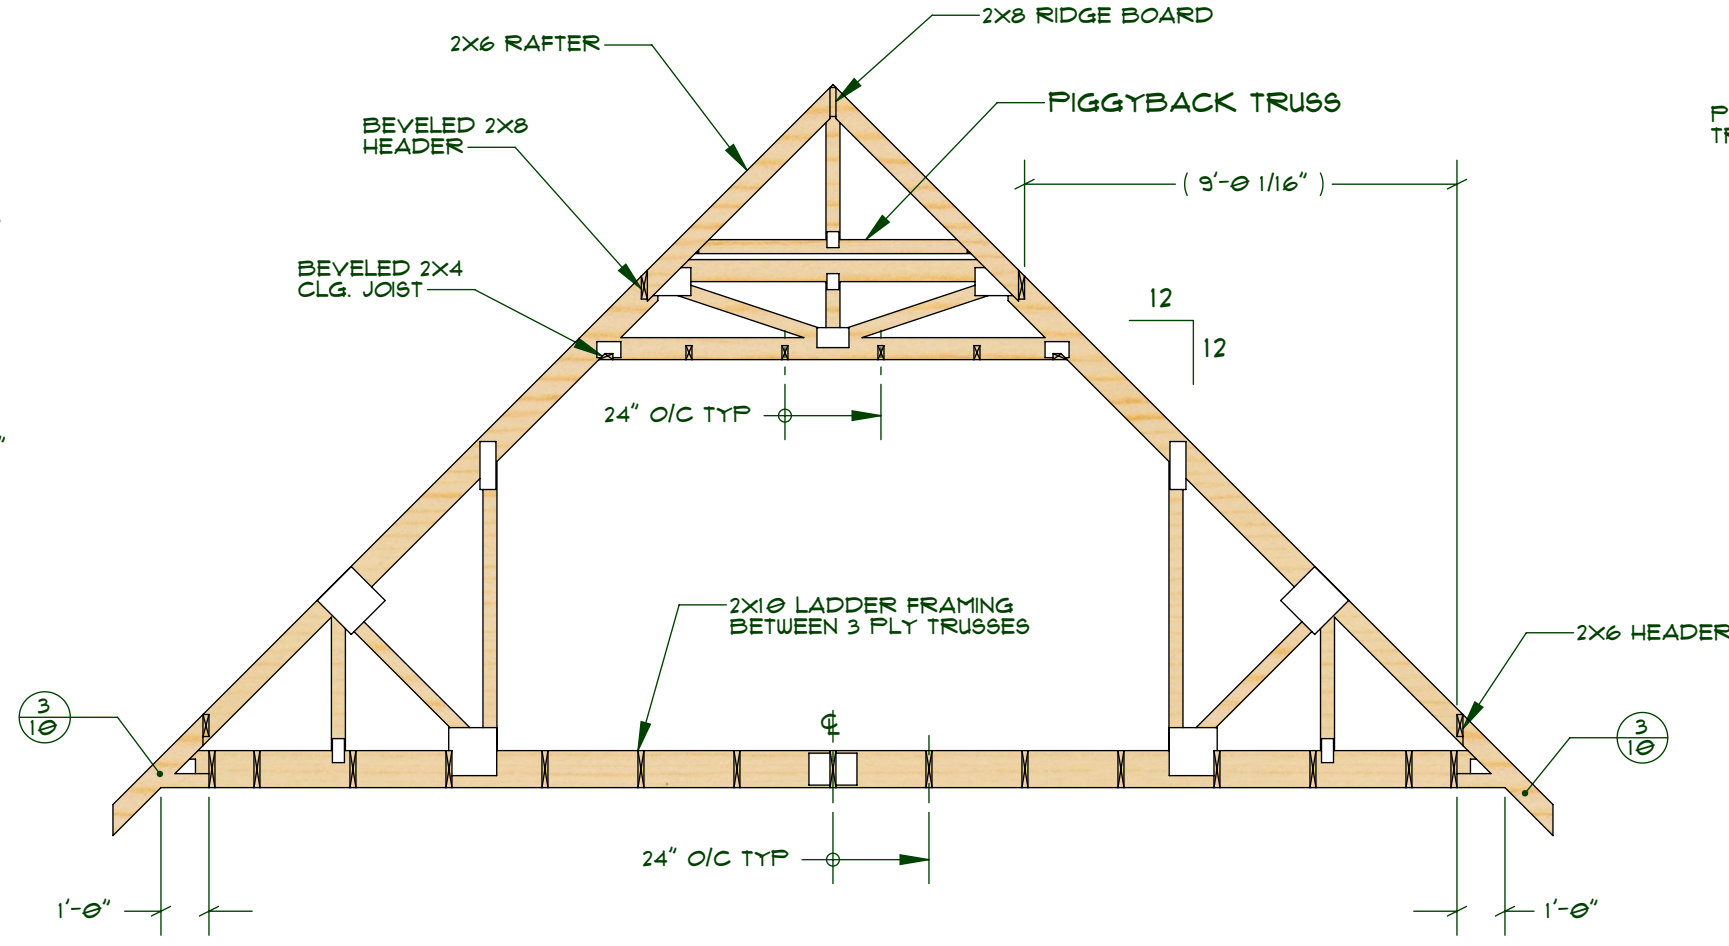 2X8 RIDGE BOARD
2X6 RAFTER
PIGGYBACK TRUSS
BEVELED 2X8
HEADER
( 9'-0 1/16" )
BEVELED 2X4
CLG. JOIST
12
12
24" O/C TYP
2X10 LADDER FRAMING
BETWEEN 3 PLY TRUSSES
2X6 HEADER
3
10
℄
3
10
24" O/C TYP
1'-0"
1'-0"